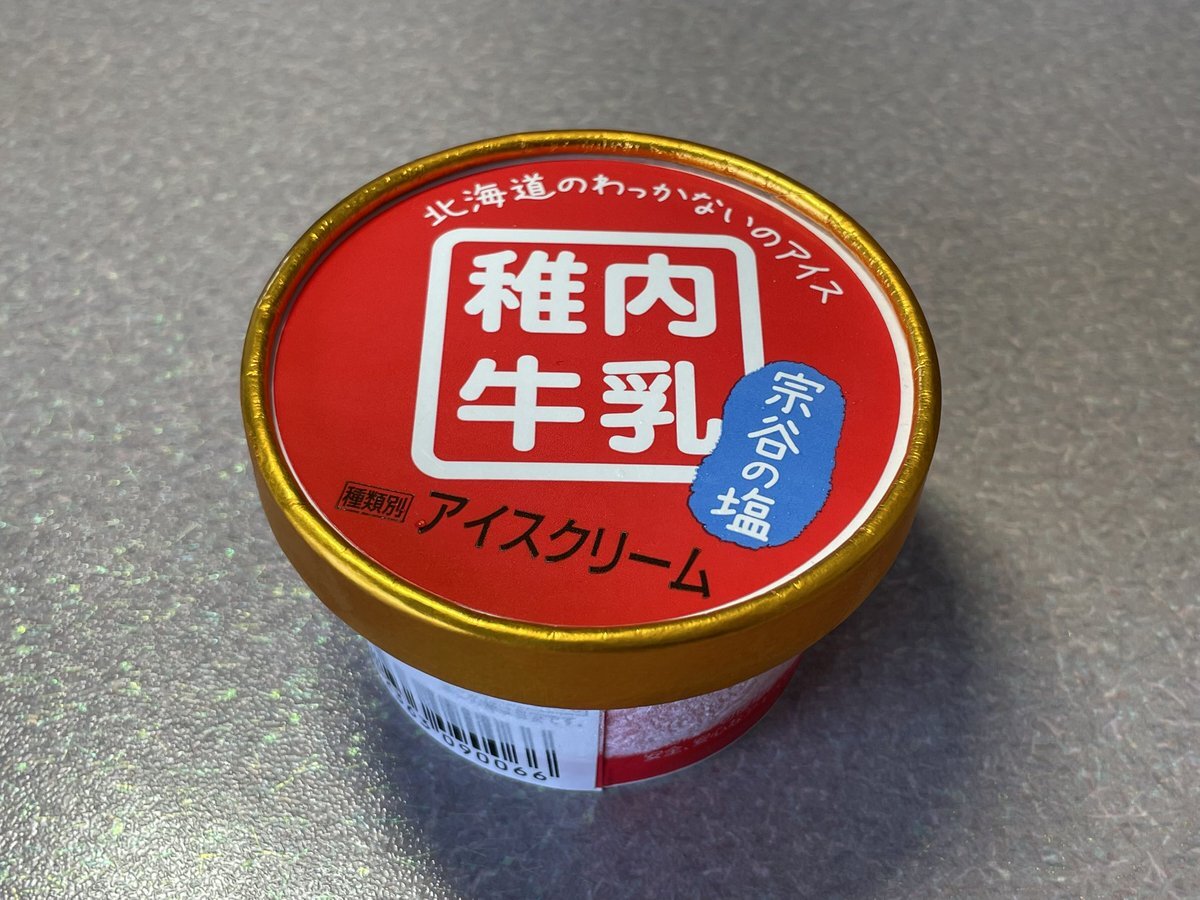 北海道のわっかないのアイス
稚内
牛乳
宗谷の塩
種類別 アイスクリーム
090066